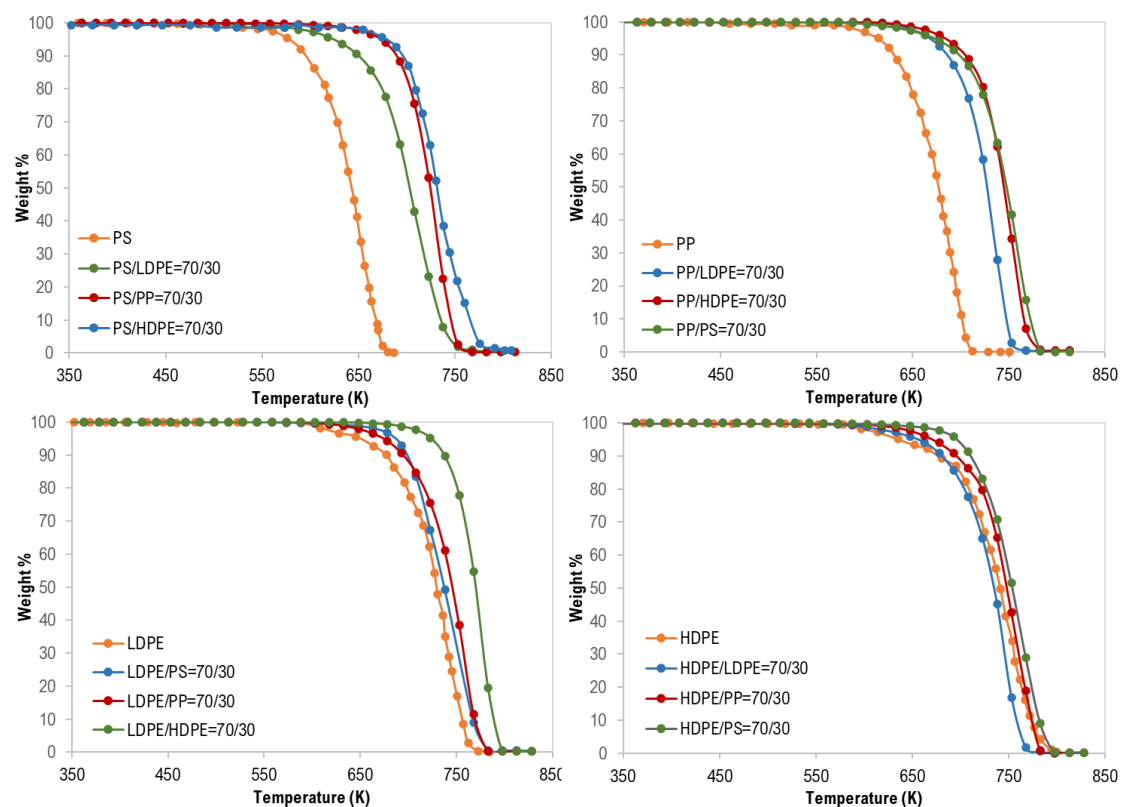 100
90
80
70
60
50
40
30
20
10
0
Weight %
PS
PS/LDPE=70/30
PS/PP=70/30
PS/HDPE=70/30
350 450 550 650 750 850
Temperature (K)
100
90
80
70
60
50
40
30
20
10
0
Weight %
PP
PP/LDPE=70/30
PP/HDPE=70/30
PP/PS=70/30
350 450 550 650 750 850
Temperature (K)
100
90
80
70
60
50
40
30
20
10
0
Weight %
LDPE
LDPE/PS=70/30
LDPE/PP=70/30
LDPE/HDPE=70/30
350 450 550 650 750 850
Temperature (K)
100
90
80
70
60
50
40
30
20
10
0
Weight %
HDPE
HDPE/LDPE=70/30
HDPE/PP=70/30
HDPE/PS=70/30
350 450 550 650 750 850
Temperature (K)